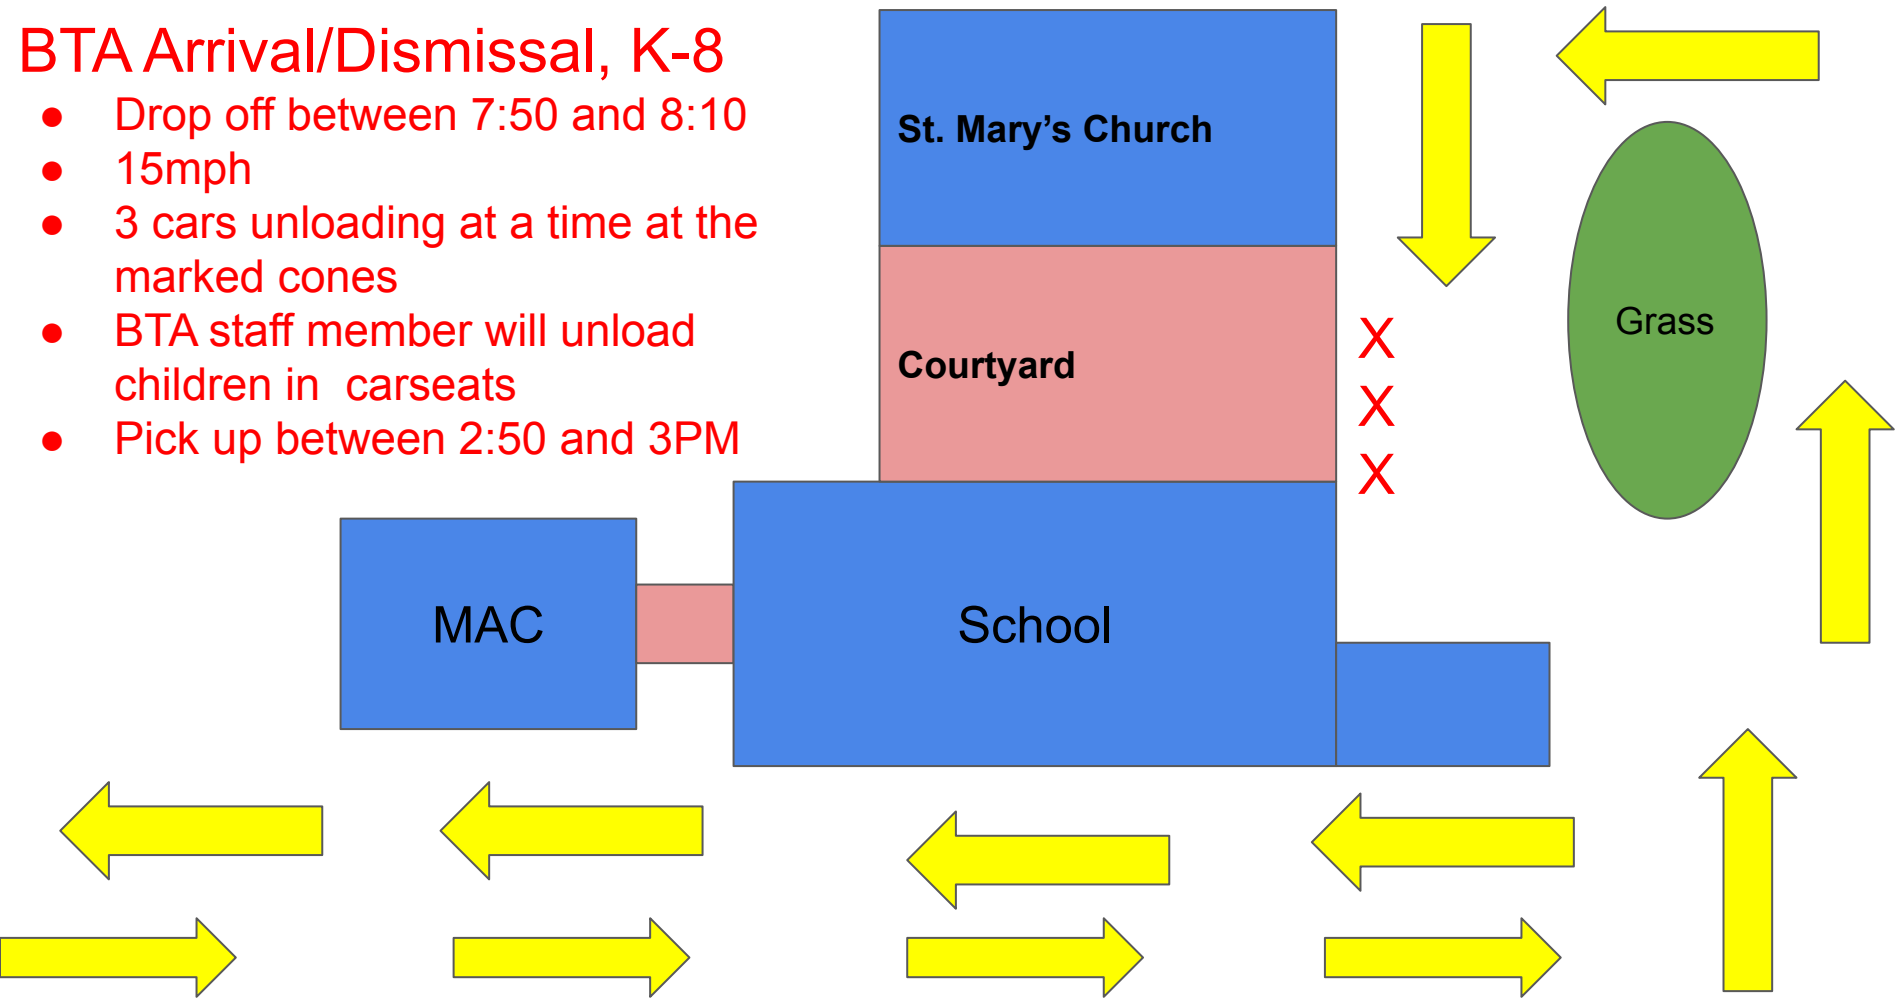 BTA Arrival/Dismissal, K-8
● Drop off between 7:50 and 8:10
● 15mph
● 3 cars unloading at a time at the
marked cones
● BTA staff member will unload
children in  carseats
● Pick up between 2:50 and 3PM
St. Mary’s Church
Courtyard
X
X
X
Grass
MAC
School